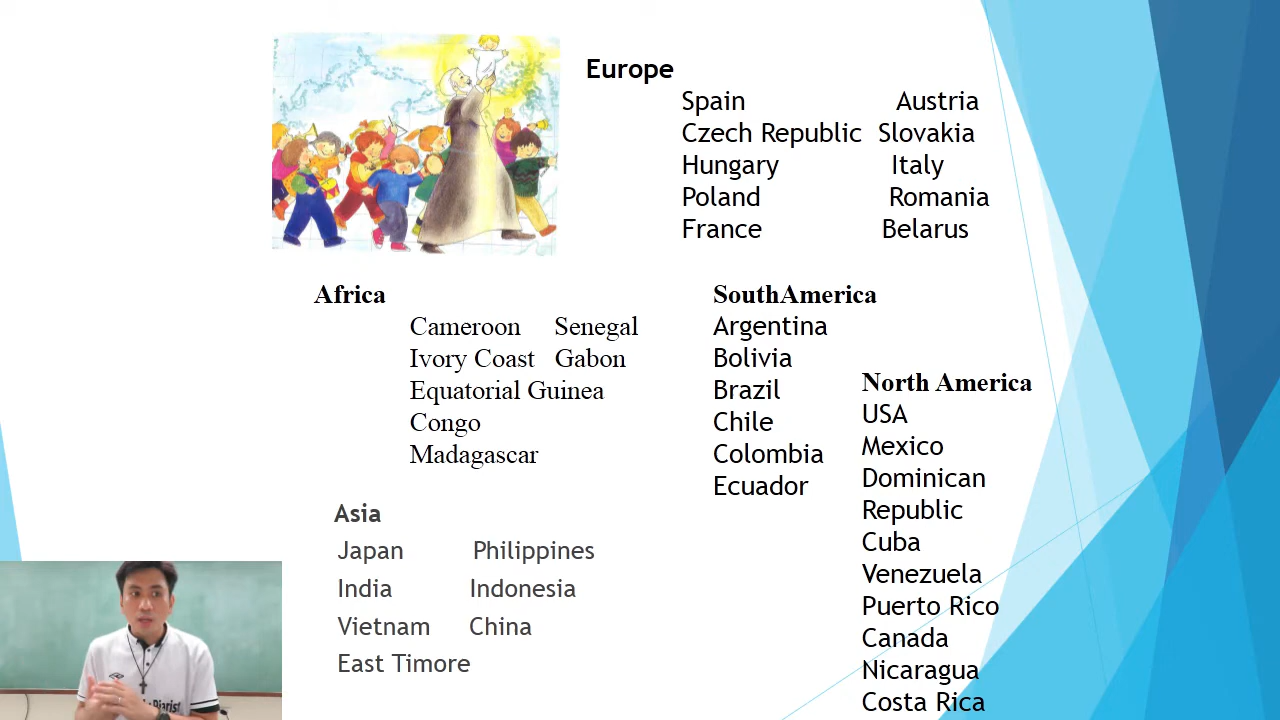 Europe
Spain Austria
Czech Republic Slovakia
Hungary Italy
Poland Romania
France Belarus
Africa
Cameroon Senegal
Ivory Coast Gabon
Equatorial Guinea
Congo
Madagascar
SouthAmerica
Argentina
Bolivia
Brazil
Chile
Colombia
Ecuador
North America
USA
Mexico
Dominican
Republic
Cuba
Venezuela
Puerto Rico
Canada
Nicaragua
Costa Rica
Asia
Japan Philippines
India Indonesia
Vietnam China
East Timore